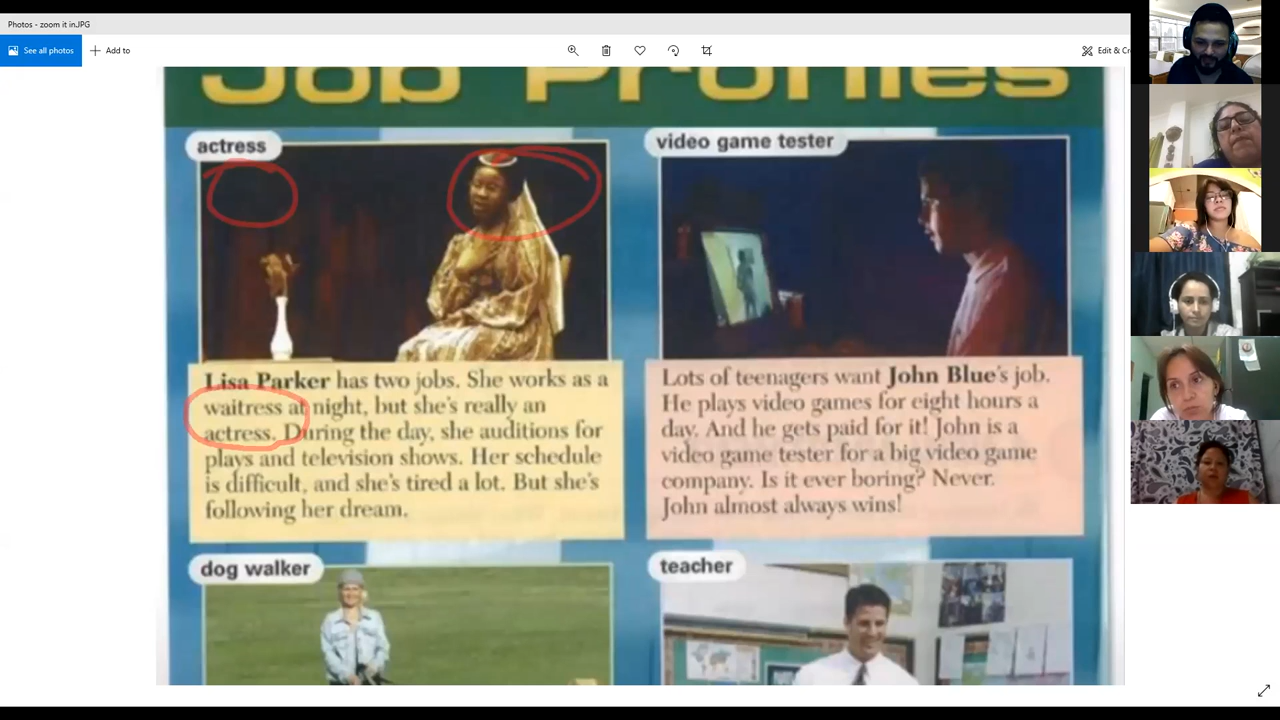 Photos - zoom it in.JPG
See all photos
Add to
Edit & Cr
Job Profiles
actress
video game tester
Lisa Parker has two jobs. She works as a
waitress at night, but she's really an
actress. During the day, she auditions for
plays and television shows. Her schedule
is difficult, and she's tired a lot. But she's
following her dream.
Lots of teenagers want John Blue's job.
He plays video games for eight hours a
day. And he gets paid for it! John is a
video game tester for a big video game
company. Is it ever boring? Never.
John almost always wins!
dog walker
teacher